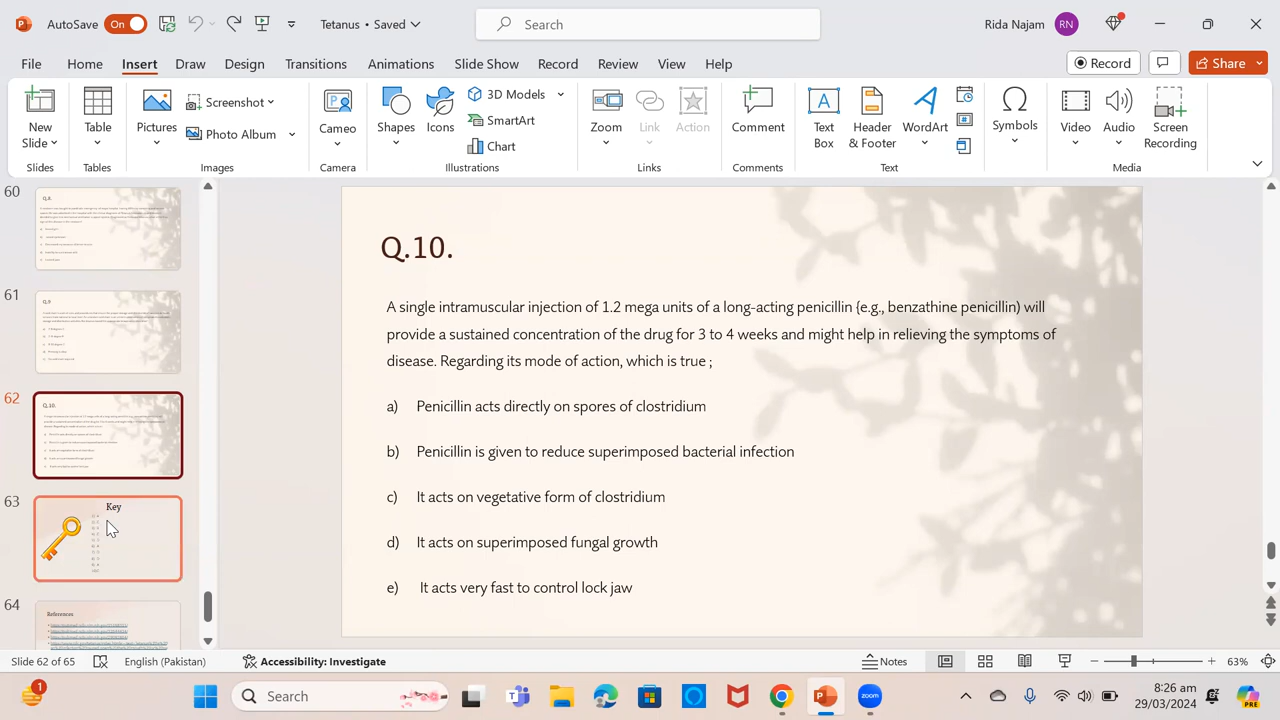 AutoSave On Tetanus • Saved Search Rida Najam RN
File Home Insert Draw Design Transitions Animations Slide Show Record Review View Help Record Share
New Slide Table Pictures Screenshot Photo Album Cameo Shapes Icons 3D Models SmartArt Chart Zoom Link Action Comment Text Box Header & Footer WordArt Symbols Video Audio Screen Recording
Slides Tables Images Camera Illustrations Links Comments Text Media
60
61
62
63
Key
64
References
Q.10.
A single intramuscular injection of 1.2 mega units of a long-acting penicillin (e.g., benzathine penicillin) will
provide a sustained concentration of the drug for 3 to 4 weeks and might help in relieving the symptoms of
disease. Regarding its mode of action, which is true ;
a) Penicillin acts directly on spores of clostridium
b) Penicillin is given to reduce superimposed bacterial infection
c) It acts on vegetative form of clostridium
d) It acts on superimposed fungal growth
e) It acts very fast to control lock jaw
Slide 62 of 65 English (Pakistan) Accessibility: Investigate Notes 63%
1 Search zoom 8:26 am PRE
29/03/2024